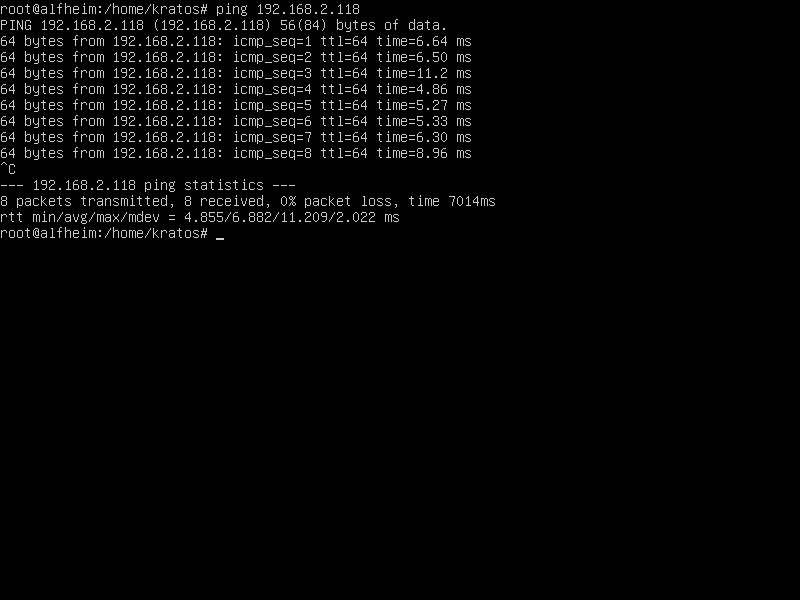 root@alfheim:/home/kratos# ping 192.168.2.118
PING 192.168.2.118 (192.168.2.118) 56(84) bytes of data.
64 bytes from 192.168.2.118: icmp_seq=1 ttl=64 time=6.64 ms
64 bytes from 192.168.2.118: icmp_seq=2 ttl=64 time=6.50 ms
64 bytes from 192.168.2.118: icmp_seq=3 ttl=64 time=11.2 ms
64 bytes from 192.168.2.118: icmp_seq=4 ttl=64 time=4.86 ms
64 bytes from 192.168.2.118: icmp_seq=5 ttl=64 time=5.27 ms
64 bytes from 192.168.2.118: icmp_seq=6 ttl=64 time=5.33 ms
64 bytes from 192.168.2.118: icmp_seq=7 ttl=64 time=6.30 ms
64 bytes from 192.168.2.118: icmp_seq=8 ttl=64 time=8.96 ms
^C
--- 192.168.2.118 ping statistics ---
8 packets transmitted, 8 received, 0% packet loss, time 7014ms
rtt min/avg/max/mdev = 4.855/6.882/11.209/2.022 ms
root@alfheim:/home/kratos# _